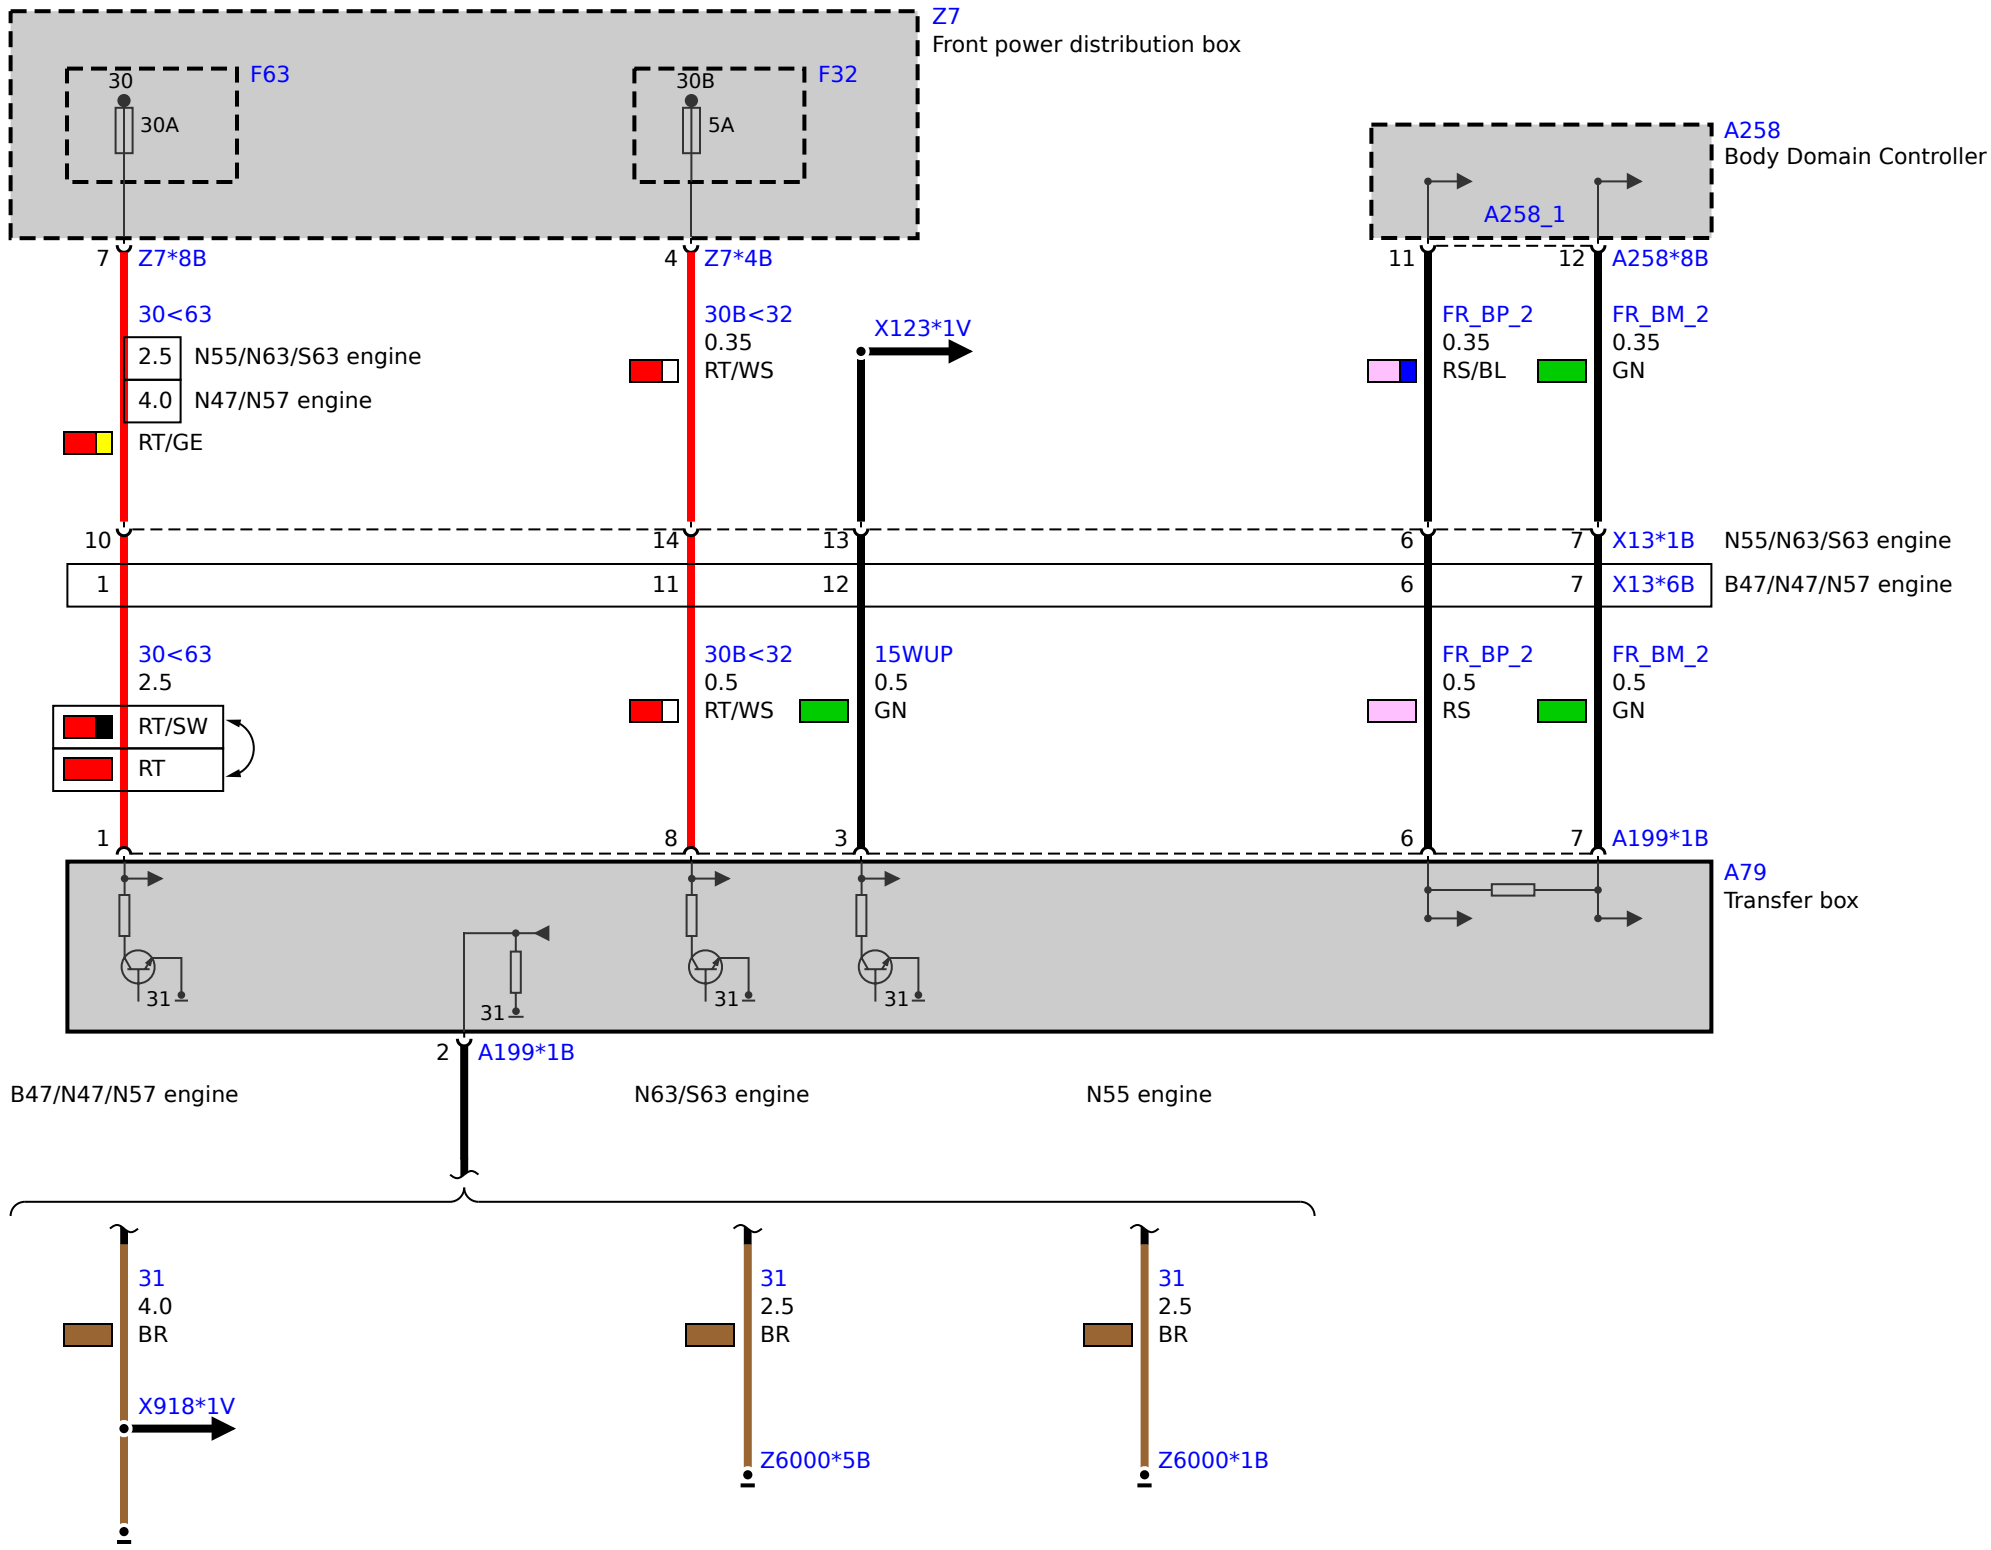 Z7
Front power distribution box
30
F63
30A
30B
F32
5A
A258
Body Domain Controller
A258_1
7
Z7*8B
4
Z7*4B
11
12
A258*8B
30<63
2.5
N55/N63/S63 engine
4.0
N47/N57 engine
RT/GE
30B<32
0.35
RT/WS
X123*1V
FR_BP_2
0.35
RS/BL
FR_BM_2
0.35
GN
10
14
13
6
7
X13*1B
N55/N63/S63 engine
1
11
12
6
7
X13*6B
B47/N47/N57 engine
30<63
2.5
RT/SW
RT
30B<32
0.5
RT/WS
15WUP
0.5
GN
FR_BP_2
0.5
RS
FR_BM_2
0.5
GN
1
8
3
6
7
A199*1B
A79
Transfer box
31
31
31
31
2
A199*1B
B47/N47/N57 engine
N63/S63 engine
N55 engine
31
4.0
BR
X918*1V
31
2.5
BR
Z6000*5B
31
2.5
BR
Z6000*1B